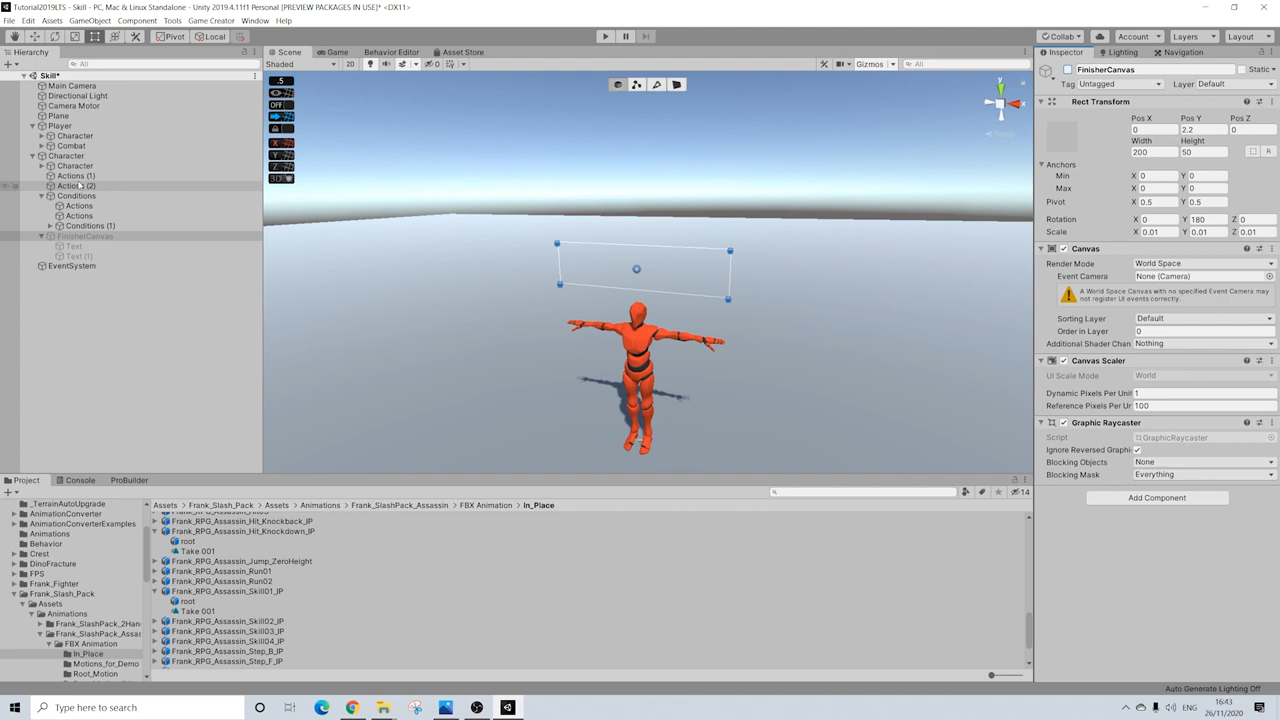 Tutorial2019LTS - Skill - PC, Mac & Linux Standalone - Unity 2019.4.11f1 Personal [PREVIEW PACKAGES IN USE]* <DX11>
File Edit Assets GameObject Component Tools Game Creator Window Help
Pivot Local Collab Account Layers Layout
Hierarchy Scene Game Behavior Editor Asset Store Inspector Lighting Navigation
All Shaded 2D 0 Gizmos All FinisherCanvas Static
Skill*
Main Camera
Directional Light
Camera Motor
Plane
Player
Character
Combat
Character
Character
Actions (1)
Actions (2)
Conditions
Actions
Actions
Conditions (1)
FinisherCanvas
Text
Text (1)
EventSystem
.5
OFF
X
Y
Z
3D
y
x
z
Persp
Tag Untagged Layer Default
Rect Transform
Pos X Pos Y Pos Z
0 2.2 0
Width Height
200 50
R
Anchors
Min X 0 Y 0
Max X 0 Y 0
Pivot X 0.5 Y 0.5
Rotation X 0 Y 180 Z 0
Scale X 0.01 Y 0.01 Z 0.01
Canvas
Render Mode World Space
Event Camera None (Camera)
A World Space Canvas with no specified Event Camera may
not register UI events correctly.
Sorting Layer Default
Order in Layer 0
Additional Shader Chan Nothing
Canvas Scaler
UI Scale Mode World
Dynamic Pixels Per Unit 1
Reference Pixels Per Ur 100
Graphic Raycaster
Script GraphicRaycaster
Ignore Reversed Graphi
Blocking Objects None
Blocking Mask Everything
Add Component
Project Console ProBuilder
14
_TerrainAutoUpgrade
AnimationConverter
AnimationConverterExamples
Animations
Behavior
Crest
DinoFracture
FPS
Frank_Fighter
Frank_Slash_Pack
Assets
Animations
Frank_SlashPack_2Han
Frank_SlashPack_Assa
FBX Animation
In_Place
Motions_for_Demo
Root_Motion
Assets > Frank_Slash_Pack > Assets > Animations > Frank_SlashPack_Assassin > FBX Animation > In_Place
Frank_RPG_Assassin_Hit_Knockback_IP
Frank_RPG_Assassin_Hit_Knockdown_IP
root
Take 001
Frank_RPG_Assassin_Jump_ZeroHeight
Frank_RPG_Assassin_Run01
Frank_RPG_Assassin_Run02
Frank_RPG_Assassin_Skill01_IP
root
Take 001
Frank_RPG_Assassin_Skill02_IP
Frank_RPG_Assassin_Skill03_IP
Frank_RPG_Assassin_Skill04_IP
Frank_RPG_Assassin_Step_B_IP
Frank_RPG_Assassin_Step_F_IP
Auto Generate Lighting Off
Type here to search
16:43
26/11/2020